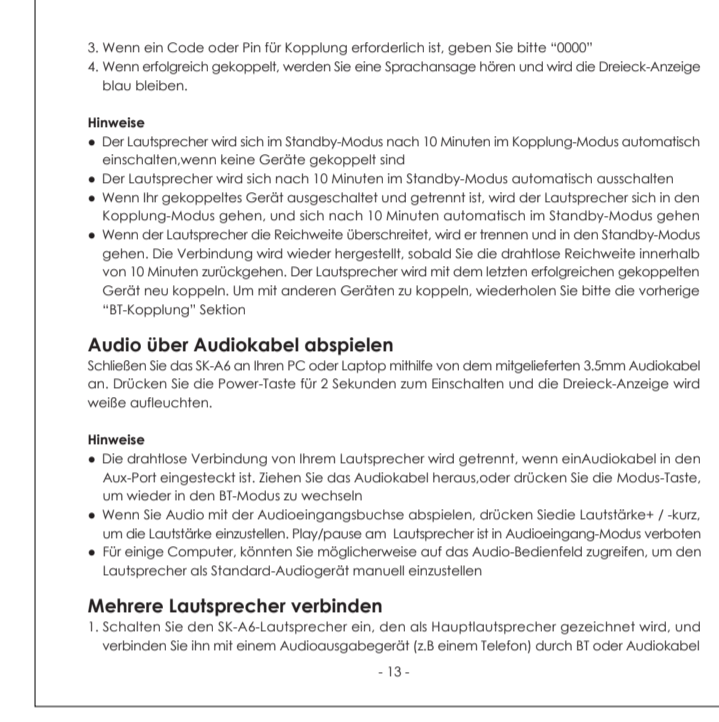 3. Wenn ein Code oder Pin für Kopplung erforderlich ist, geben Sie bitte “0000”
4. Wenn erfolgreich gekoppelt, werden Sie eine Sprachansage hören und wird die Dreieck-Anzeige
blau bleiben.
Hinweise
● Der Lautsprecher wird sich im Standby-Modus nach 10 Minuten im Kopplung-Modus automatisch
einschalten,wenn keine Geräte gekoppelt sind
● Der Lautsprecher wird sich nach 10 Minuten im Standby-Modus automatisch ausschalten
● Wenn Ihr gekoppeltes Gerät ausgeschaltet und getrennt ist, wird der Lautsprecher sich in den
Kopplung-Modus gehen, und sich nach 10 Minuten automatisch im Standby-Modus gehen
● Wenn der Lautsprecher die Reichweite überschreitet, wird er trennen und in den Standby-Modus
gehen. Die Verbindung wird wieder hergestellt, sobald Sie die drahtlose Reichweite innerhalb
von 10 Minuten zurückgehen. Der Lautsprecher wird mit dem letzten erfolgreichen gekoppelten
Gerät neu koppeln. Um mit anderen Geräten zu koppeln, wiederholen Sie bitte die vorherige
“BT-Kopplung” Sektion
Audio über Audiokabel abspielen
Schließen Sie das SK-A6 an Ihren PC oder Laptop mithilfe von dem mitgelieferten 3.5mm Audiokabel
an. Drücken Sie die Power-Taste für 2 Sekunden zum Einschalten und die Dreieck-Anzeige wird
weiße aufleuchten.
Hinweise
● Die drahtlose Verbindung von Ihrem Lautsprecher wird getrennt, wenn einAudiokabel in den
Aux-Port eingesteckt ist. Ziehen Sie das Audiokabel heraus,oder drücken Sie die Modus-Taste,
um wieder in den BT-Modus zu wechseln
● Wenn Sie Audio mit der Audioeingangsbuchse abspielen, drücken Siedie Lautstärke+ / -kurz,
um die Lautstärke einzustellen. Play/pause am Lautsprecher ist in Audioeingang-Modus verboten
● Für einige Computer, könnten Sie möglicherweise auf das Audio-Bedienfeld zugreifen, um den
Lautsprecher als Standard-Audiogerät manuell einzustellen
Mehrere Lautsprecher verbinden
1. Schalten Sie den SK-A6-Lautsprecher ein, den als Hauptlautsprecher gezeichnet wird, und
verbinden Sie ihn mit einem Audioausgabegerät (z.B einem Telefon) durch BT oder Audiokabel
- 13 -